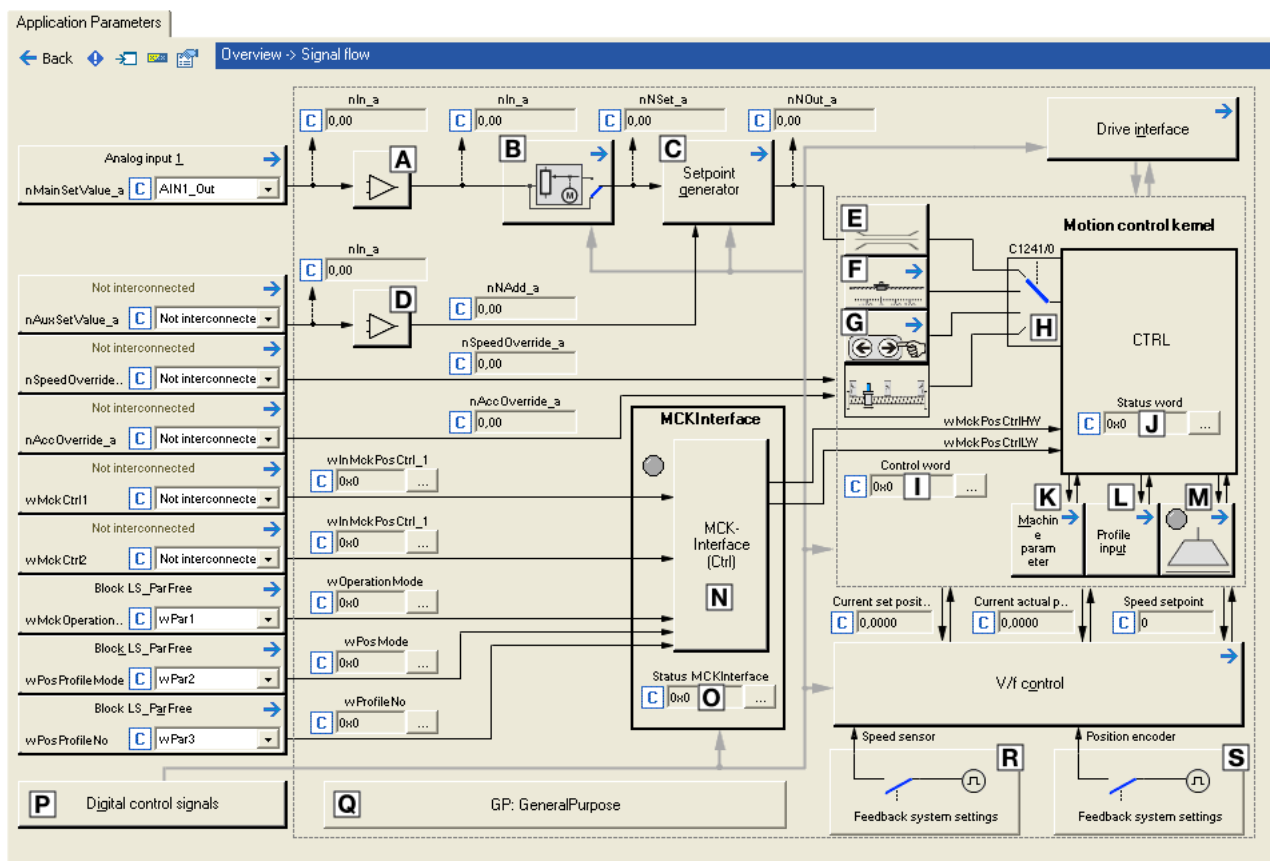 Application Parameters
Back
Overview -> Signal flow
nIn_a
C 0,00
nIn_a
C 0,00
nNSet_a
C 0,00
nNOut_a
C 0,00
Drive interface
Analog input 1
nMainSetValue_a C AIN1_Out
A
B
C
Setpoint
generator
Motion control kernel
E
C1241/0
F
G
H
CTRL
Status word
C 0x0 J ...
nIn_a
C 0,00
D
nNAdd_a
C 0,00
Not interconnected
nAuxSetValue_a C Not interconnecte
Not interconnected
nSpeedOverride.. C Not interconnecte
nSpeedOverride_a
C 0,00
Not interconnected
nAccOverride_a C Not interconnecte
nAccOverride_a
C 0,00
Not interconnected
wMckCtrl1 C Not interconnecte
wInMckPosCtrl_1
C 0x0 ...
Not interconnected
wMckCtrl2 C Not interconnecte
wInMckPosCtrl_1
C 0x0 ...
Block LS_ParFree
wMckOperation.. C wPar1
wOperationMode
C 0x0 ...
Block LS_ParFree
wPosProfileMode C wPar2
wPosMode
C 0x0 ...
Block LS_ParFree
wPosProfileNo C wPar3
wProfileNo
C 0x0 ...
MCKInterface
MCK-
Interface
(Ctrl)
N
Status MCKInterface
C 0x0 O ...
wMckPosCtrlHW
wMckPosCtrlLW
Control word
C 0x0 I ...
K
Machin
e
param
eter
L
Profile
input
M
Current set posit..
C 0,0000
Current actual p..
C 0,0000
Speed setpoint
C 0
V/f control
Speed sensor
R
Feedback system settings
Position encoder
S
Feedback system settings
P Digital control signals
Q GP: GeneralPurpose